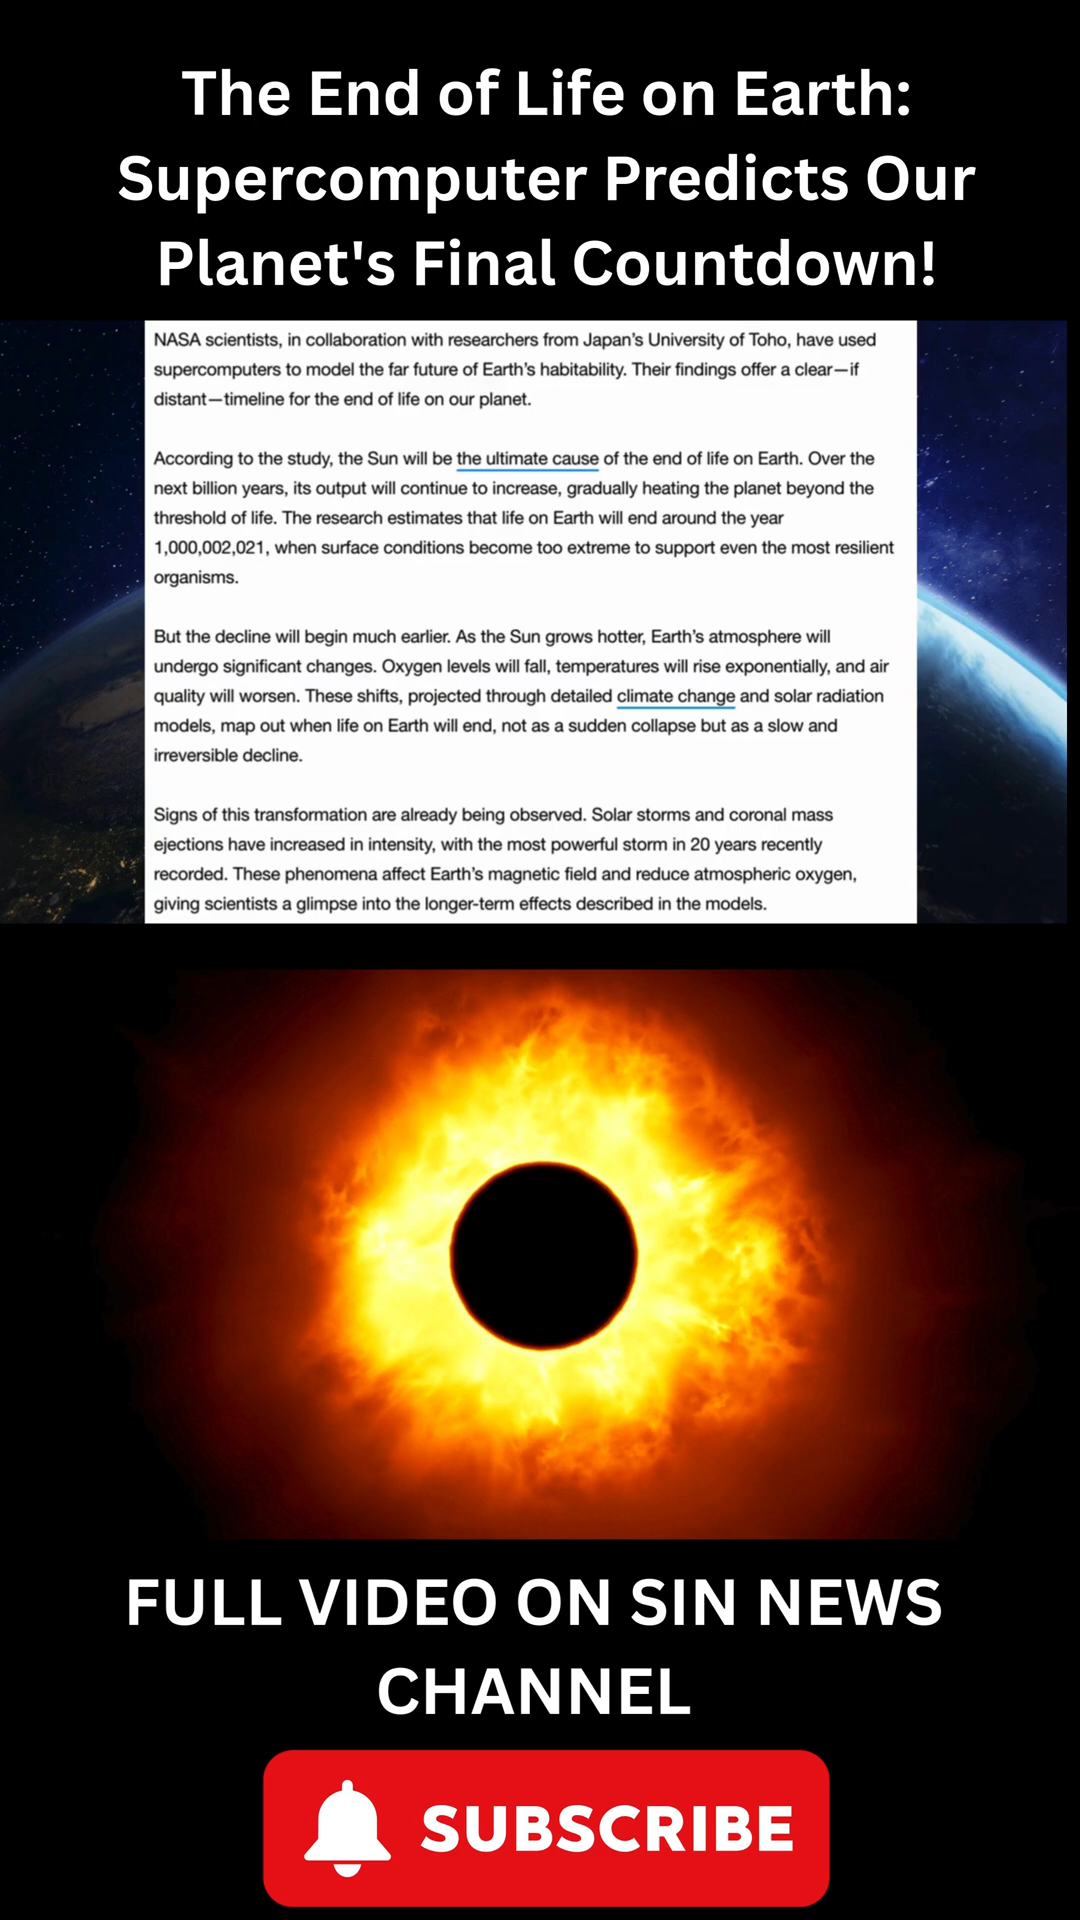 The End of Life on Earth:
Supercomputer Predicts Our
Planet's Final Countdown!
NASA scientists, in collaboration with researchers from Japan's University of Toho, have used
supercomputers to model the far future of Earth's habitability. Their findings offer a clear—if
distant—timeline for the end of life on our planet.
According to the study, the Sun will be the ultimate cause of the end of life on Earth. Over the
next billion years, its output will continue to increase, gradually heating the planet beyond the
threshold of life. The research estimates that life on Earth will end around the year
1,000,002,021, when surface conditions become too extreme to support even the most resilient
organisms.
But the decline will begin much earlier. As the Sun grows hotter, Earth's atmosphere will
undergo significant changes. Oxygen levels will fall, temperatures will rise exponentially, and air
quality will worsen. These shifts, projected through detailed climate change and solar radiation
models, map out when life on Earth will end, not as a sudden collapse but as a slow and
irreversible decline.
Signs of this transformation are already being observed. Solar storms and coronal mass
ejections have increased in intensity, with the most powerful storm in 20 years recently
recorded. These phenomena affect Earth's magnetic field and reduce atmospheric oxygen,
giving scientists a glimpse into the longer-term effects described in the models.
FULL VIDEO ON SIN NEWS
CHANNEL
SUBSCRIBE